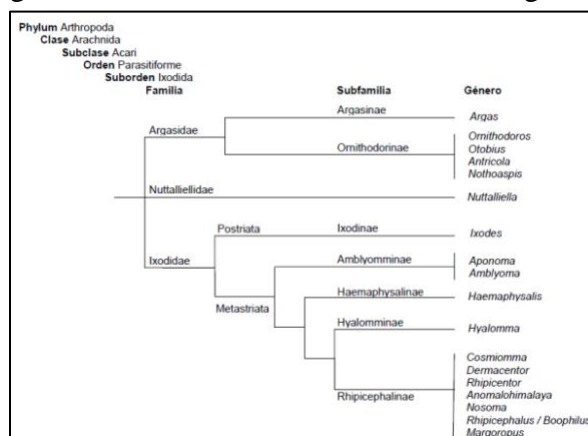 Phylum Arthropoda
Clase Arachnida
Subclase Acari
Orden Parasitiforme
Suborden Ixodida
Familia Subfamilia Género
Argasinae Argas
Argasidae
Ornithodorinae Ornithodoros
Otobius
Antricola
Nothoaspis
Nuttalliellidae Nuttalliella
Postriata Ixodinae Ixodes
Ixodidae
Amblyomminae Aponoma
Amblyoma
Metastriata
Haemaphysalinae Haemaphysalis
Hyalomminae Hyalomma
Rhipicephalinae
Cosmiomma
Dermacentor
Rhipicentor
Anomalohimalaya
Nosoma
Rhipicephalus / Boophilus
Margoropus